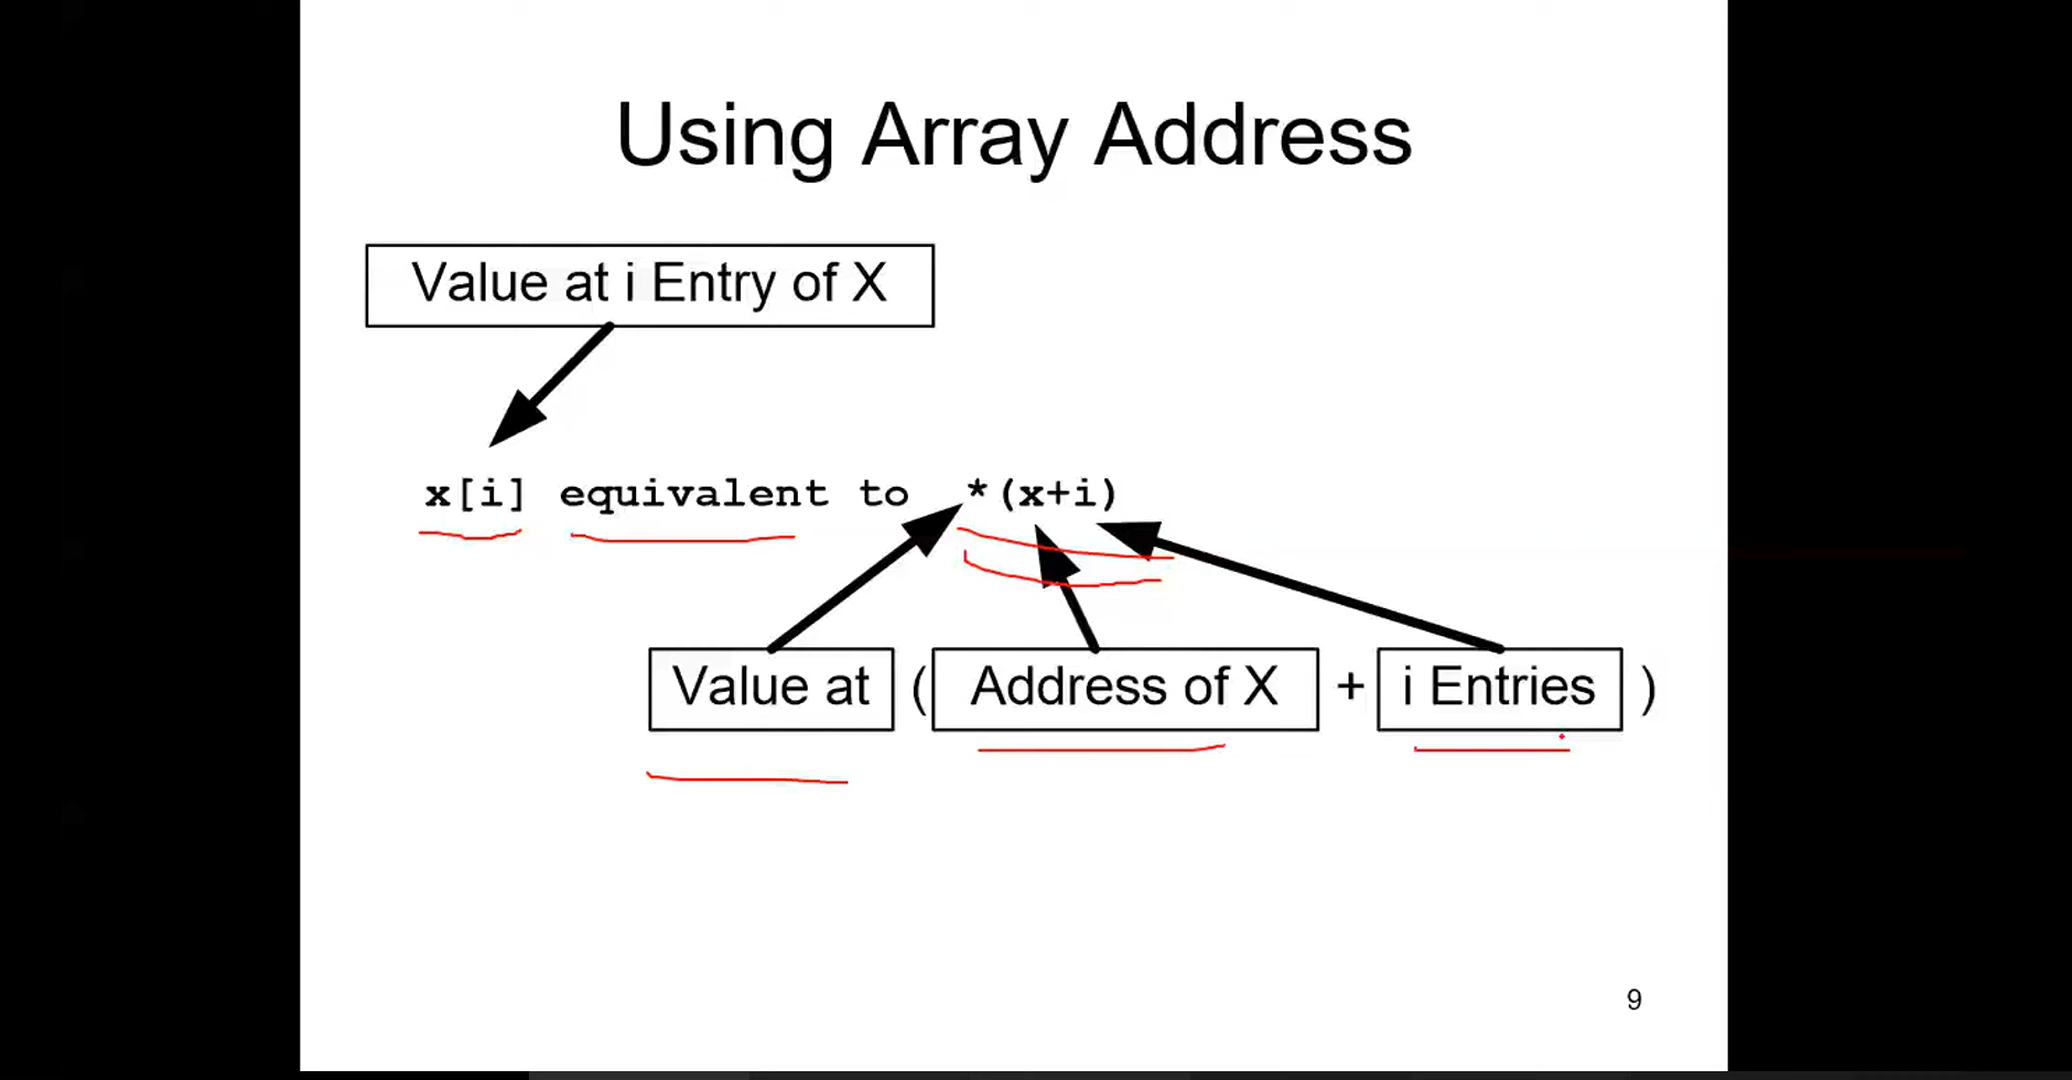 Using Array Address
Value at i Entry of X
x[i] equivalent to *(x+i)
Value at ( Address of X + i Entries )
9